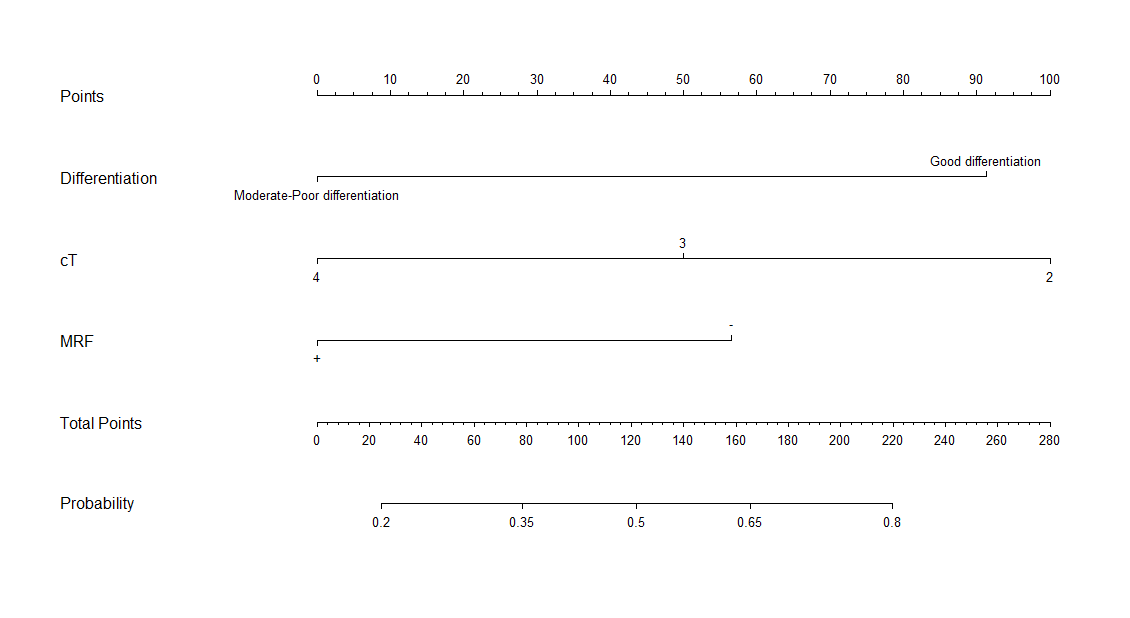 0 10 20 30 40 50 60 70 80 90 100
Points
Good differentiation
Differentiation
Moderate-Poor differentiation
3
cT
4 2
-
MRF
+
Total Points
0 20 40 60 80 100 120 140 160 180 200 220 240 260 280
Probability
0.2 0.35 0.5 0.65 0.8